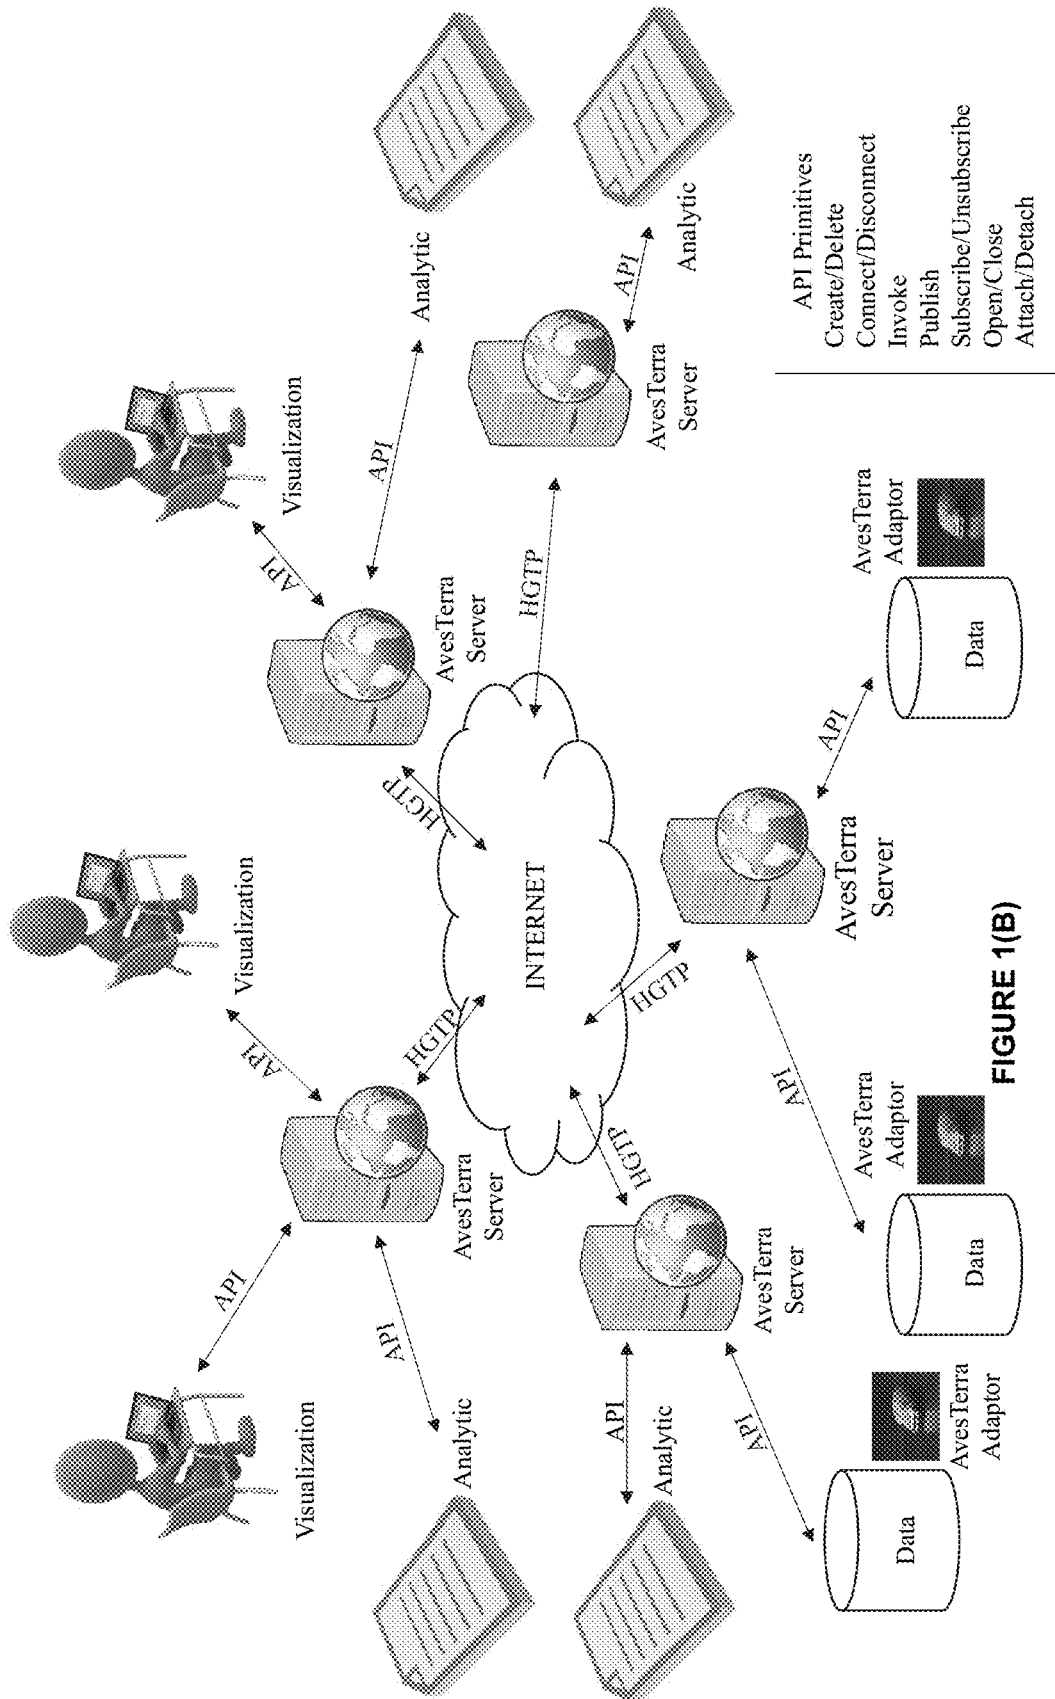 Visualization
Visualization
Visualization
API
API
API
API
API
HGTP
HGTP
AvesTerra
Server
AvesTerra
Server
Analytic
Analytic
INTERNET
HGTP
AvesTerra
Server
API
Analytic
API
Analytic
HGTP
HGTP
AvesTerra
Server
API
AvesTerra
Server
API
API
API Primitives
Create/Delete
Connect/Disconnect
Invoke
Publish
Subscribe/Unsubscribe
Open/Close
Attach/Detach
Data
AvesTerra
Adaptor
Data
AvesTerra
Adaptor
Data
AvesTerra
Adaptor
FIGURE 1(B)